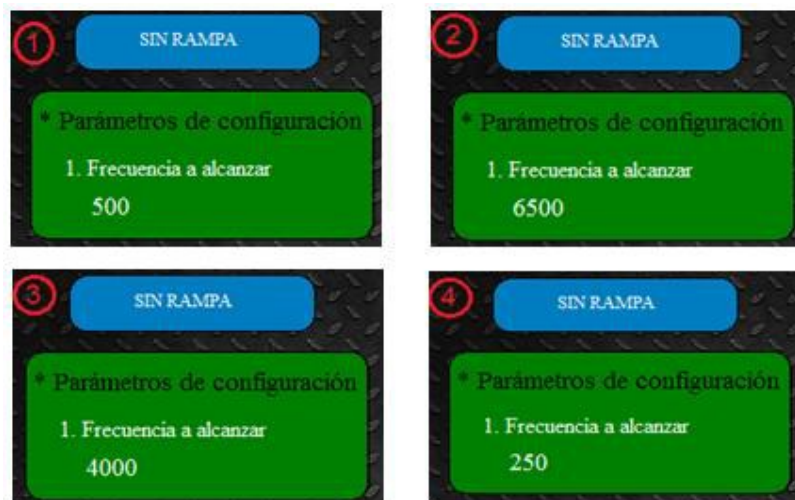 1
SIN RAMPA
* Parámetros de configuración
1. Frecuencia a alcanzar
500
2
SIN RAMPA
* Parámetros de configuración
1. Frecuencia a alcanzar
6500
3
SIN RAMPA
* Parámetros de configuración
1. Frecuencia a alcanzar
4000
4
SIN RAMPA
* Parámetros de configuración
1. Frecuencia a alcanzar
250